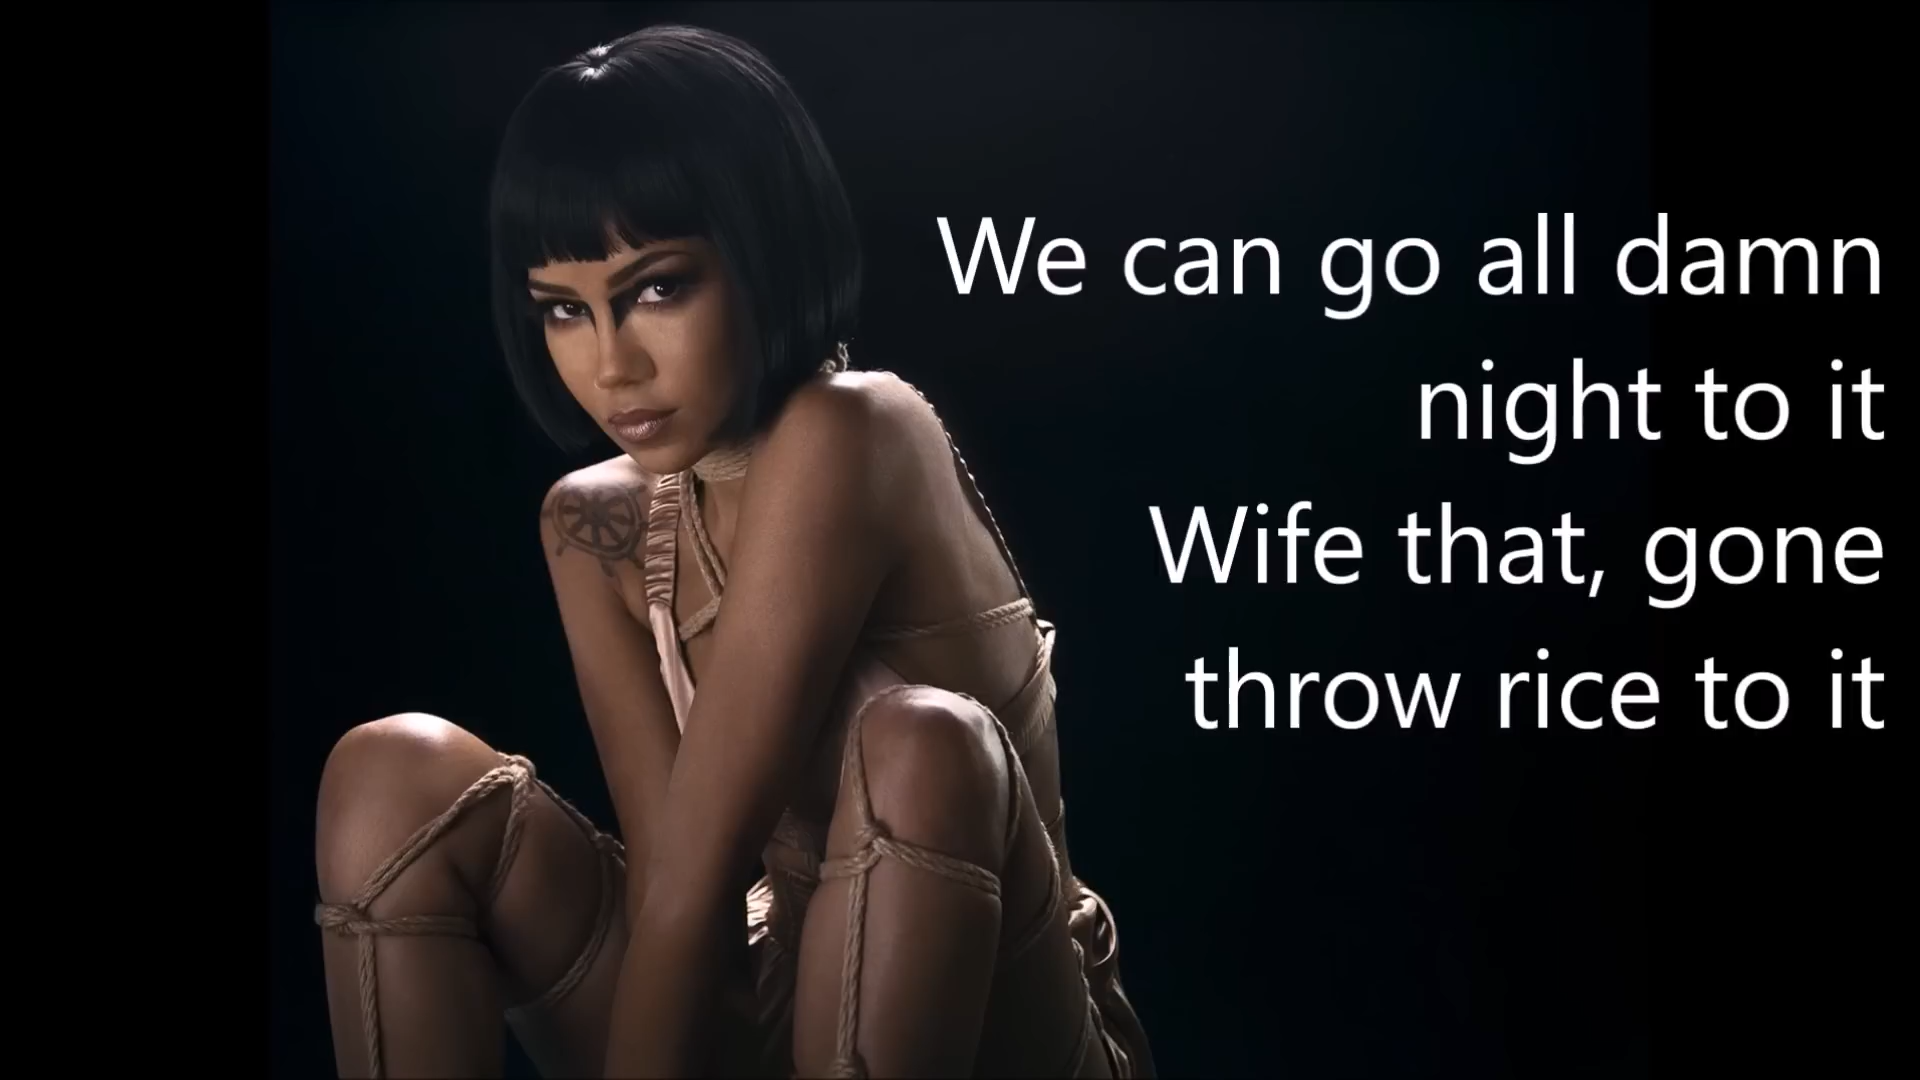 We can go all damn
night to it
Wife that, gone
throw rice to it